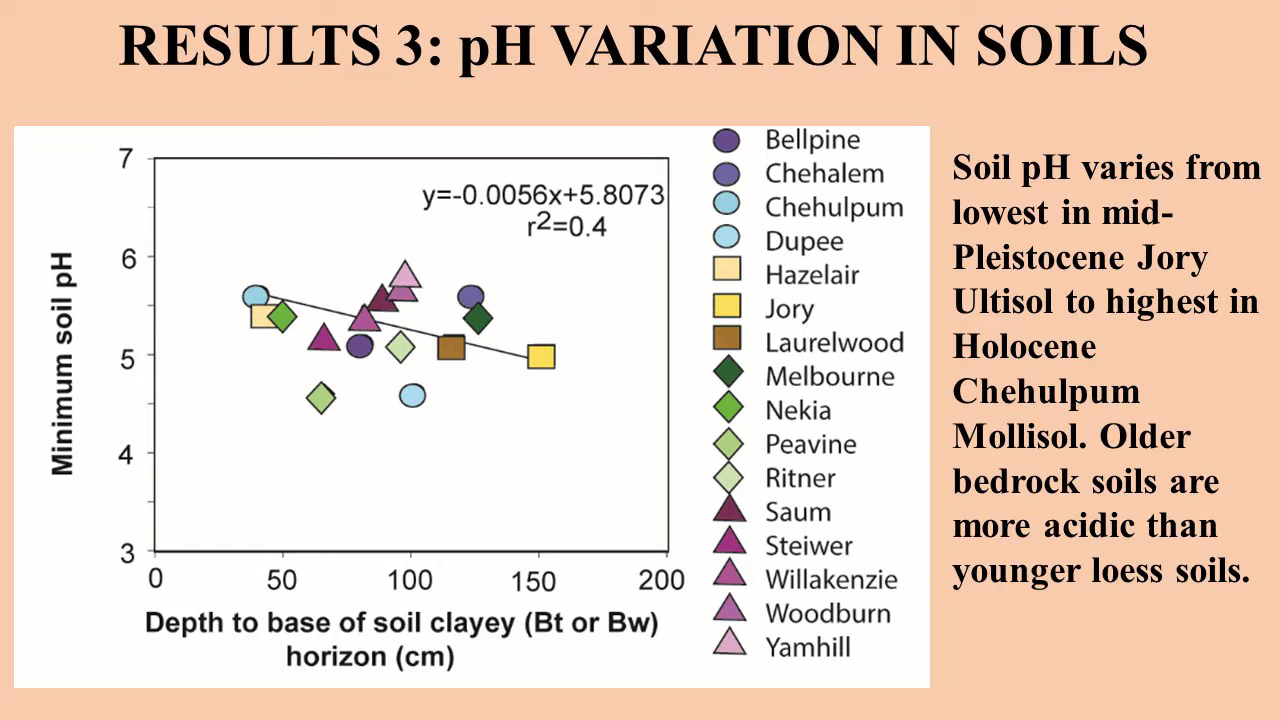 RESULTS 3: pH VARIATION IN SOILS
7
6
5
4
3
Minimum soil pH
y=-0.0056x+5.8073
r2=0.4
0 50 100 150 200
Depth to base of soil clayey (Bt or Bw)
horizon (cm)
Bellpine
Chehalem
Chehulpum
Dupee
Hazelair
Jory
Laurelwood
Melbourne
Nekia
Peavine
Ritner
Saum
Steiwer
Willakenzie
Woodburn
Yamhill
Soil pH varies from
lowest in mid-
Pleistocene Jory
Ultisol to highest in
Holocene
Chehulpum
Mollisol. Older
bedrock soils are
more acidic than
younger loess soils.